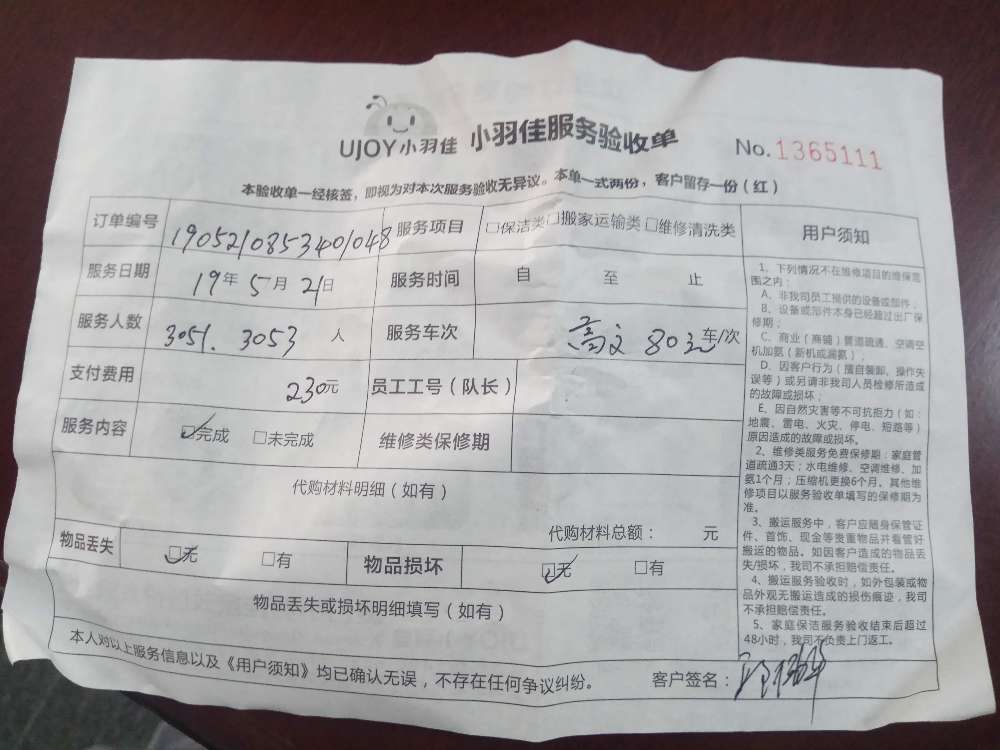 UJOY小羽佳 小羽佳服务验收单 No.1365111
本验收单一经核签，即视为对本次服务验收无异议。本单一式两份，客户留存一份（红）
订单编号 1905210853401048 服务项目 □保洁类□搬家运输类□维修清洗类
服务日期 19年5月21日 服务时间 自 至 止
服务人数 3051.3053 人 服务车次 80元车/次
支付费用 230元 员工工号（队长）
服务内容 ☑完成 □未完成 维修类保修期
代购材料明细（如有）
代购材料总额： 元
物品丢失 ☑无 □有 物品损坏 ☑无 □有
物品丢失或损坏明细填写（如有）
本人对以上服务信息以及《用户须知》均已确认无误，不存在任何争议纠纷。 客户签名：
用户须知
1、下列情况不在维修项目的维保范
围之内：
A、非我司员工提供的设备或部件；
B、设备或部件本身已经超过出厂保
修期；
C、商业（商铺）管道疏通、空调空
机加氨（新机或漏氨）；
D、因客户行为（擅自装卸、操作失
误等）或另请非我司人员检修所造成
的故障或损坏；
E、因自然灾害等不可抗拒力（如：
地震、雷电、火灾、停电、短路等）
原因造成的故障或损坏。
2、维修类服务免费保修期：家庭管
道疏通3天；水电维修、空调维修、加
氨1个月；压缩机更换6个月。其他维
修项目以服务验收单填写的保修期为
准。
3、搬运服务中，客户应随身保管证
件、首饰、现金等贵重物品并看管好
搬运的物品。如因客户造成的物品丢
失/损坏，我司不承担赔偿责任。
4、搬运服务验收时，如外包装或物
品外观无搬运造成的损伤痕迹，我司
不承担赔偿责任。
5、家庭保洁服务验收结束后超过
48小时，我司不负责上门返工。